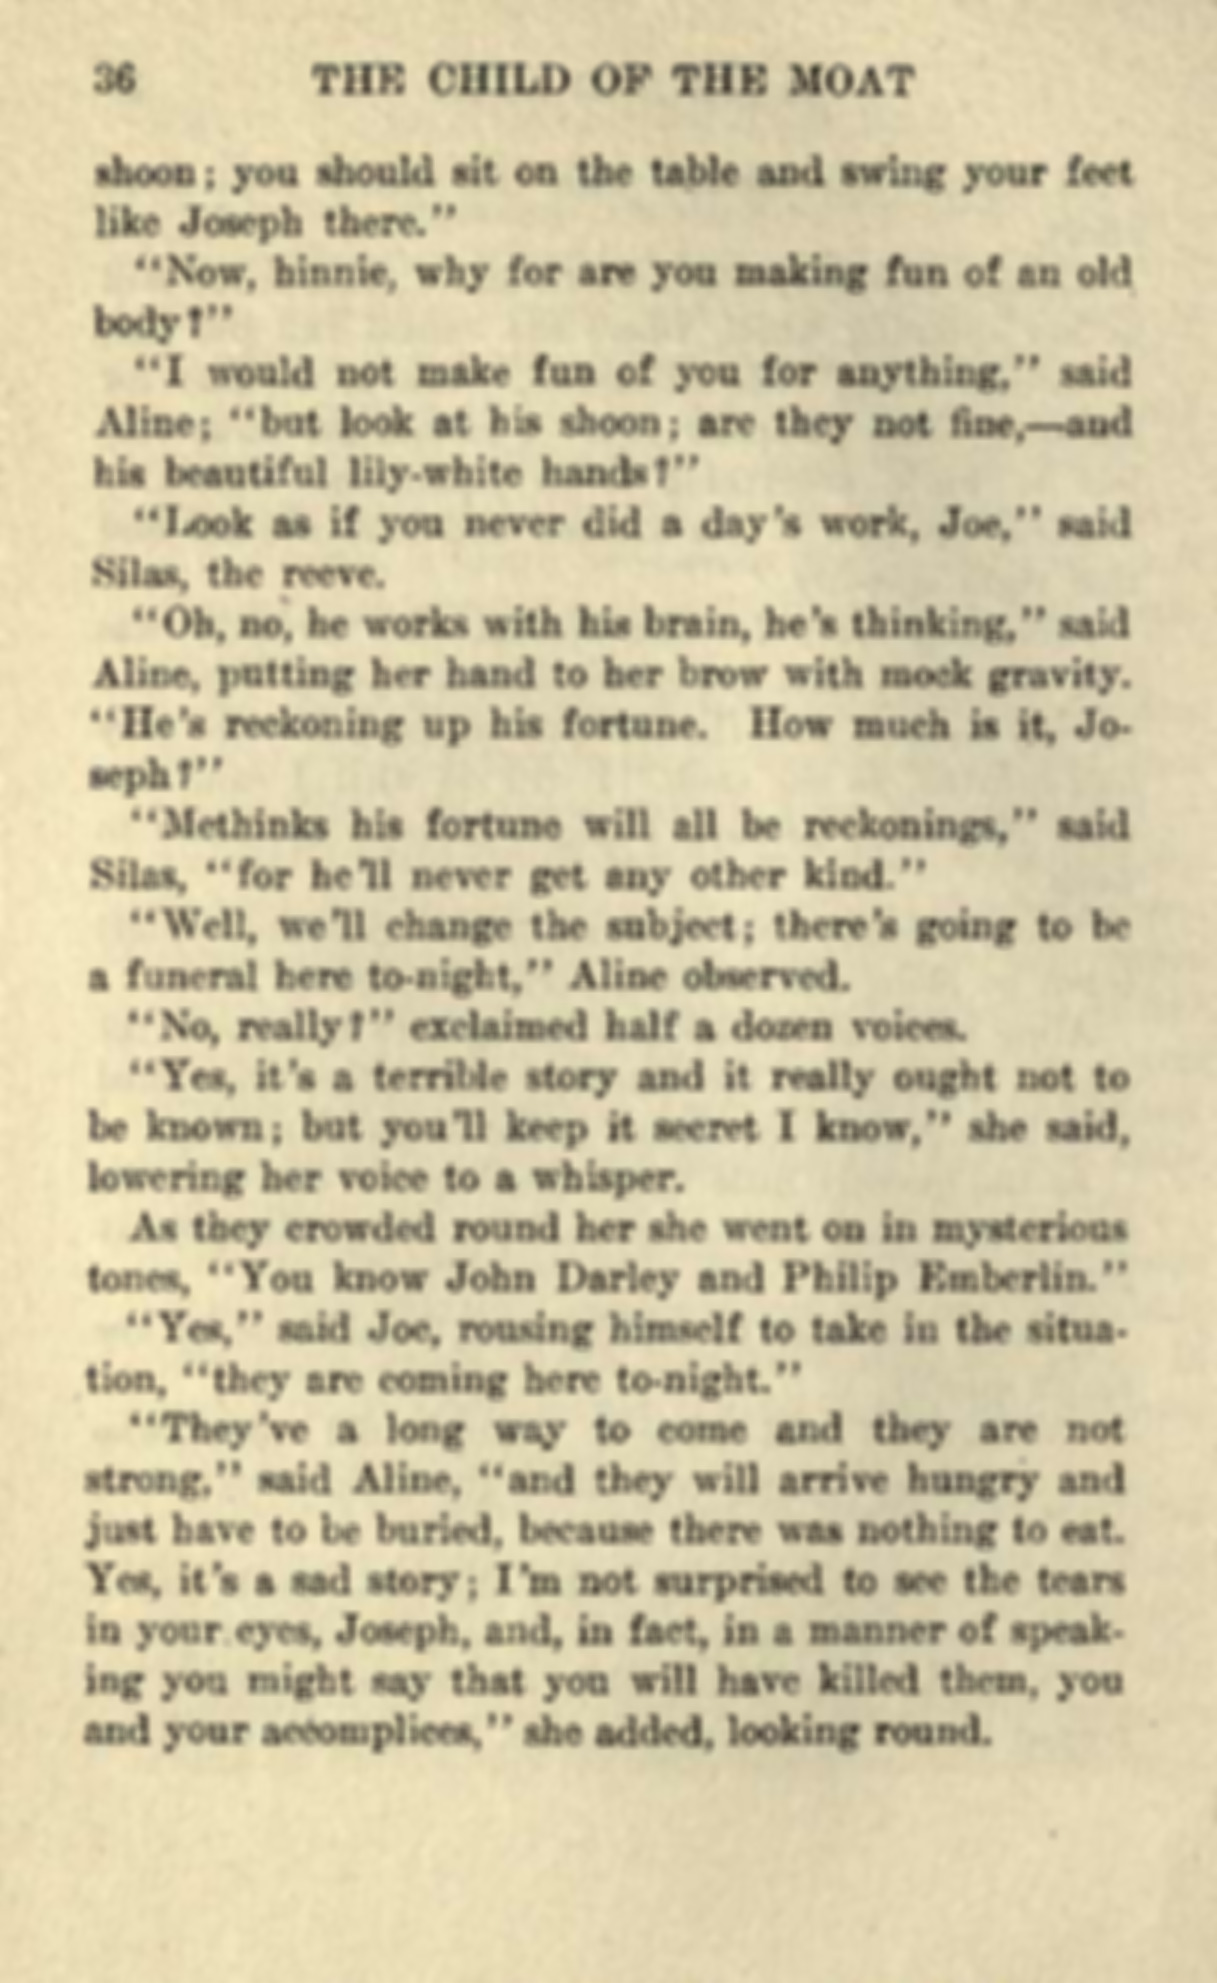 36 THE CHILD OF THE MOAT
shoon; you should sit on the table and swing your feet
like Joseph there."
"Now, hinnie, why for are you making fun of an old
body?"
"I would not make fun of you for anything," said
Aline; "but look at his shoon; are they not fine,—and
his beautiful lily-white hands?"
"Look as if you never did a day's work, Joe," said
Silas, the reeve.
"Oh, no, he works with his brain, he's thinking," said
Aline, putting her hand to her brow with mock gravity.
"He's reckoning up his fortune. How much is it, Jo-
seph?"
"Methinks his fortune will all be reckonings," said
Silas, "for he'll never get any other kind."
"Well, we'll change the subject; there's going to be
a funeral here to-night," Aline observed.
"No, really?" exclaimed half a dozen voices.
"Yes, it's a terrible story and it really ought not to
be known; but you'll keep it secret I know," she said,
lowering her voice to a whisper.
As they crowded round her she went on in mysterious
tones, "You know John Darley and Philip Emberlin."
"Yes," said Joe, rousing himself to take in the situa-
tion, "they are coming here to-night."
"They've a long way to come and they are not
strong," said Aline, "and they will arrive hungry and
just have to be buried, because there was nothing to eat.
Yes, it's a sad story; I'm not surprised to see the tears
in your eyes, Joseph, and, in fact, in a manner of speak-
ing you might say that you will have killed them, you
and your accomplices," she added, looking round.